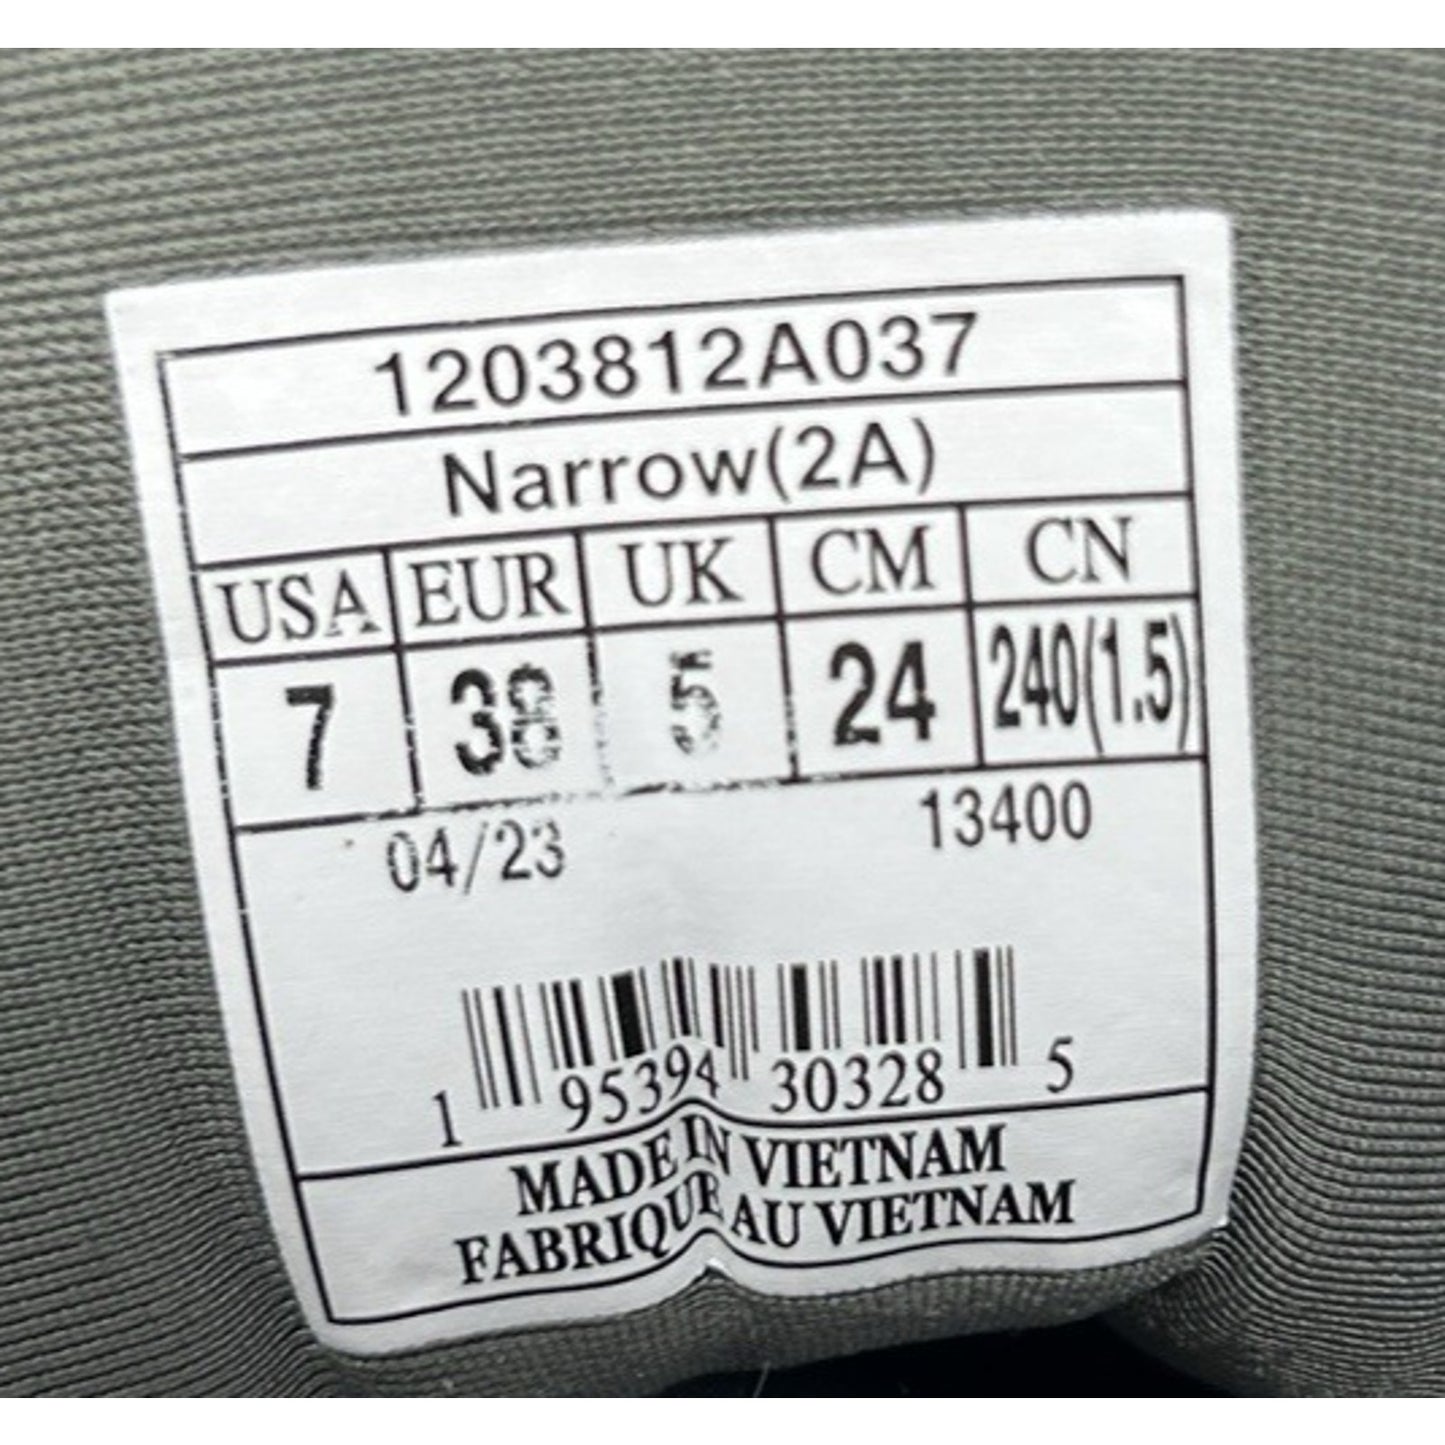 1203812A037
Narrow(2A)
USA EUR UK CM CN
7 38 5 24 240(1.5)
04/23 13400
1 95394 30328 5
MADE IN VIETNAM
FABRIQUE AU VIETNAM